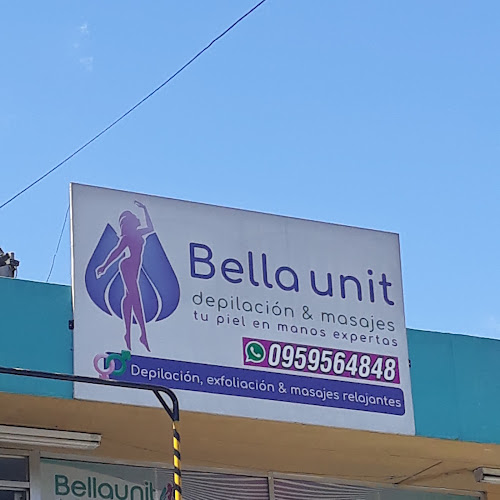 Bella unit
depilación & masajes
tu piel en manos expertas
0959564848
Depilación, exfoliación & masajes relajantes
Bellaunit